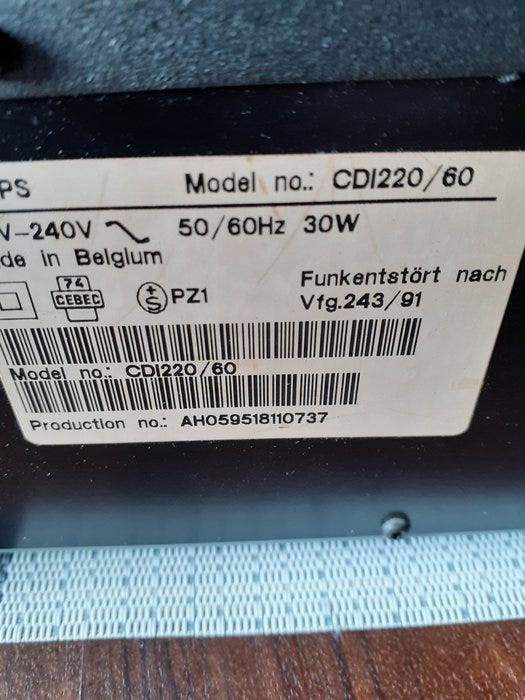 PS Model no.: CDI220/60
V-240V 50/60Hz 30W
de in Belgium
74
CEBEC
+
S
PZ1
Funkentstört nach
Vfg.243/91
Model no.: CDI220/60
Production no.: AH059518110737